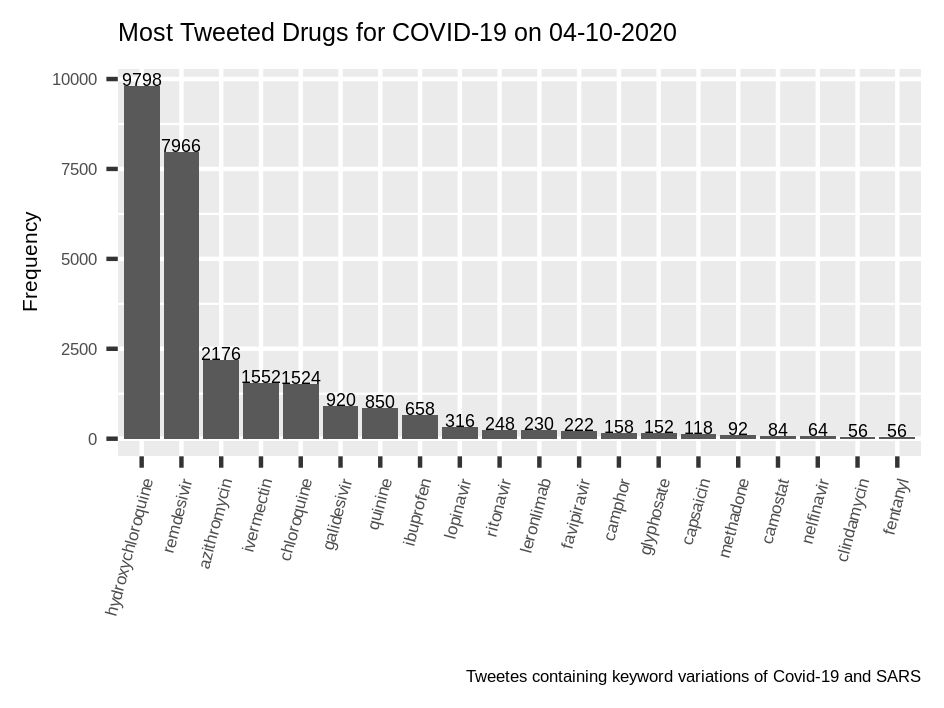 Most Tweeted Drugs for COVID-19 on 04-10-2020
Frequency
10000
7500
5000
2500
0
9798
7966
2176
1552
1524
920
850
658
316
248
230
222
158
152
118
92
84
64
56
56
hydroxychloroquine
remdesivir
azithromycin
ivermectin
chloroquine
galidesivir
quinine
ibuprofen
lopinavir
ritonavir
leronlimab
favipiravir
camphor
glyphosate
capsaicin
methadone
camostat
nelfinavir
clindamycin
fentanyl
Tweetes containing keyword variations of Covid-19 and SARS